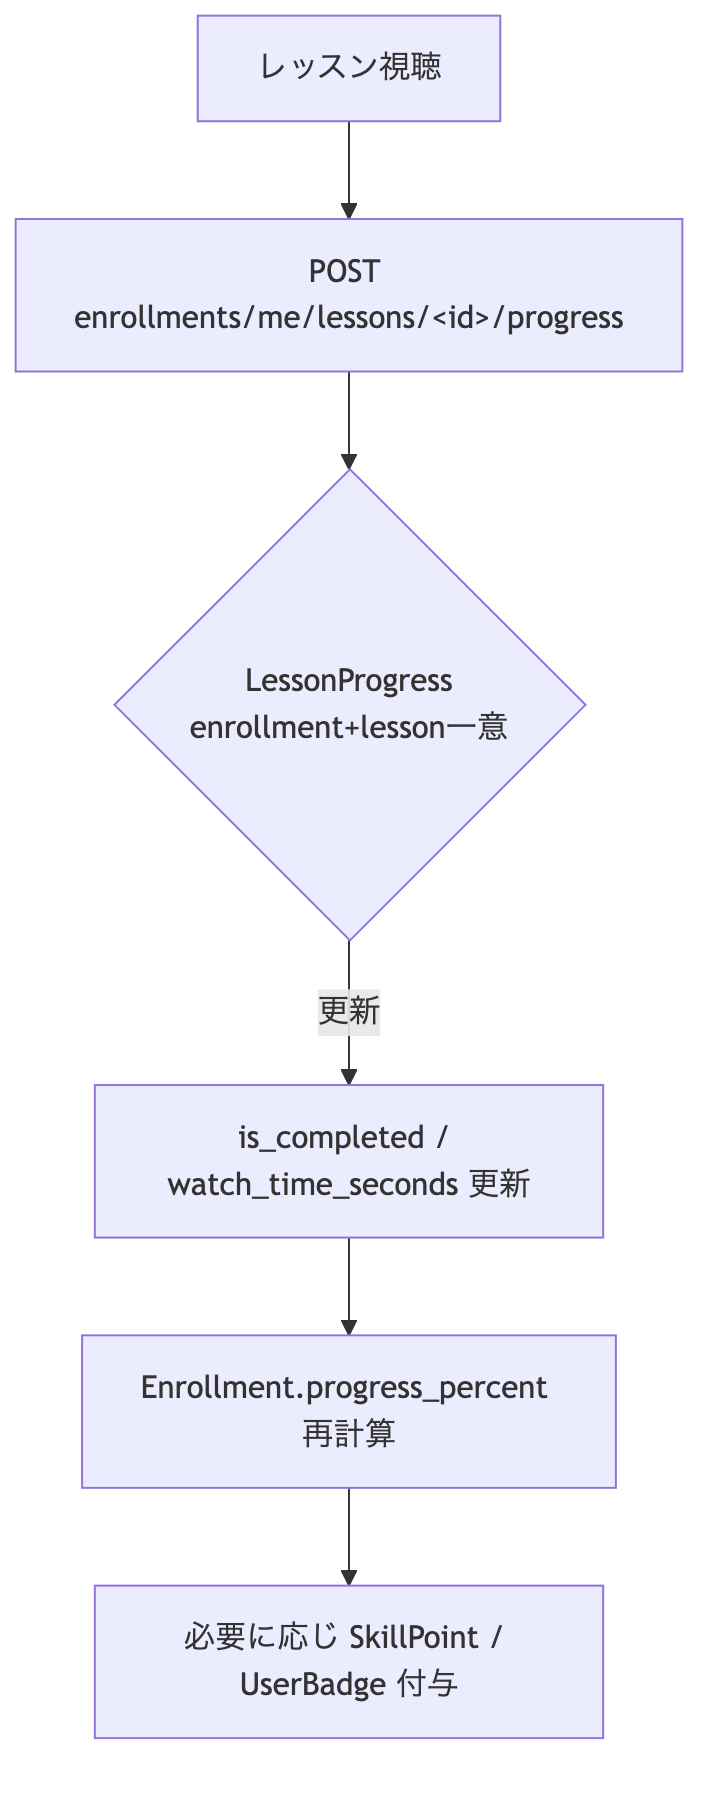 レッスン視聴
POST
enrollments/me/lessons/<id>/progress
LessonProgress
enrollment+lesson一意
更新
is_completed /
watch_time_seconds 更新
Enrollment.progress_percent
再計算
必要に応じ SkillPoint /
UserBadge 付与